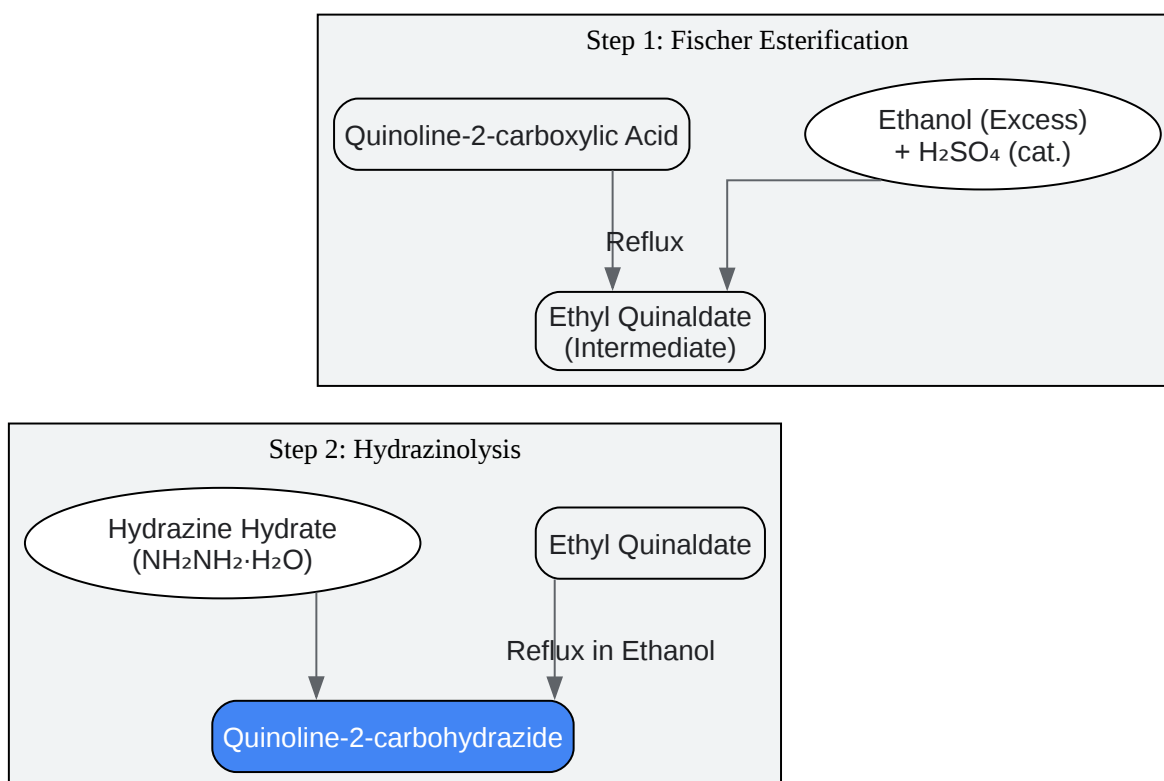 Step 1: Fischer Esterification
Quinoline-2-carboxylic Acid
Ethanol (Excess)
+ H₂SO₄ (cat.)
Reflux
Ethyl Quinaldate
(Intermediate)
Step 2: Hydrazinolysis
Hydrazine Hydrate
(NH₂NH₂·H₂O)
Ethyl Quinaldate
Reflux in Ethanol
Quinoline-2-carbohydrazide